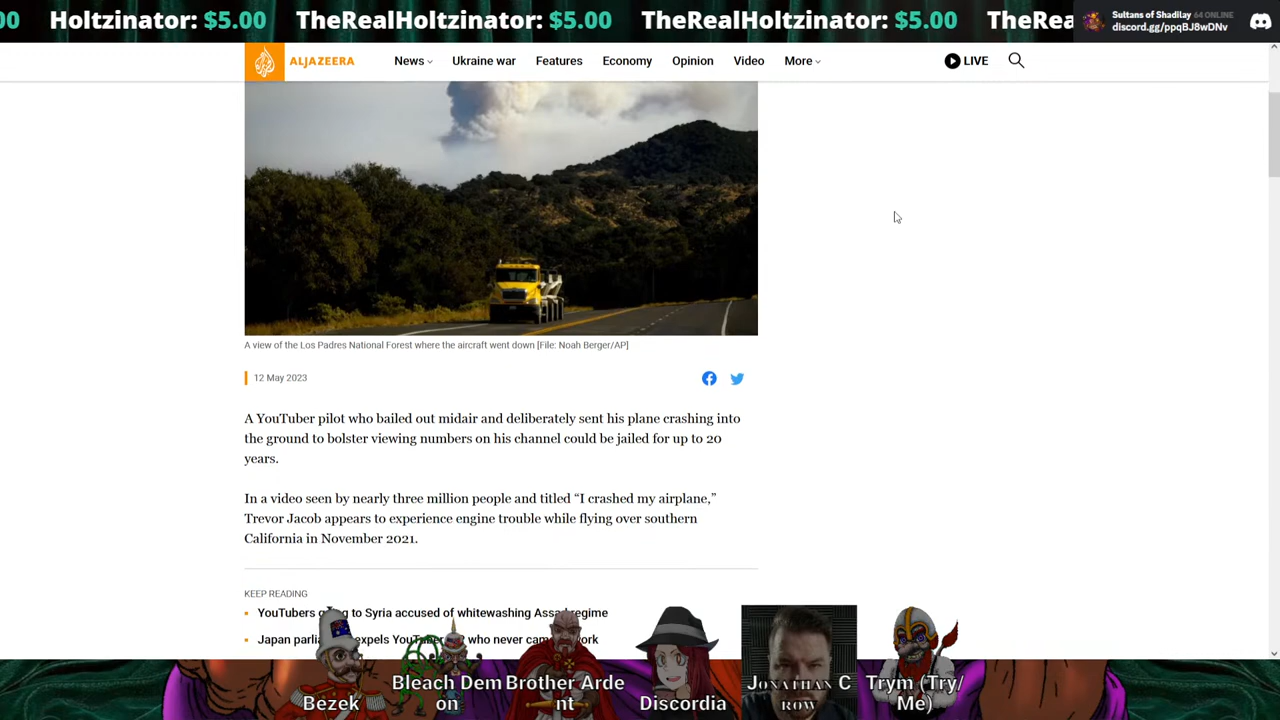 00 Holtzinator: $5.00 TheRealHoltzinator: $5.00 TheRealHoltzinator: $5.00 TheRea
Sultans of Shadilay 64 ONLINE
discord.gg/ppqBJ8wDNv
ALJAZEERA News Ukraine war Features Economy Opinion Video More LIVE
A view of the Los Padres National Forest where the aircraft went down [File: Noah Berger/AP]
12 May 2023
A YouTuber pilot who bailed out midair and deliberately sent his plane crashing into
the ground to bolster viewing numbers on his channel could be jailed for up to 20
years.
In a video seen by nearly three million people and titled “I crashed my airplane,”
Trevor Jacob appears to experience engine trouble while flying over southern
California in November 2021.
KEEP READING
YouTubers to Syria accused of whitewashing Assad regime
Japan expels who never
Bezek
Bleach Dem
on
Brother Arde
nt
Discordia
Jonathan C
row
Trym (Try/
Me)